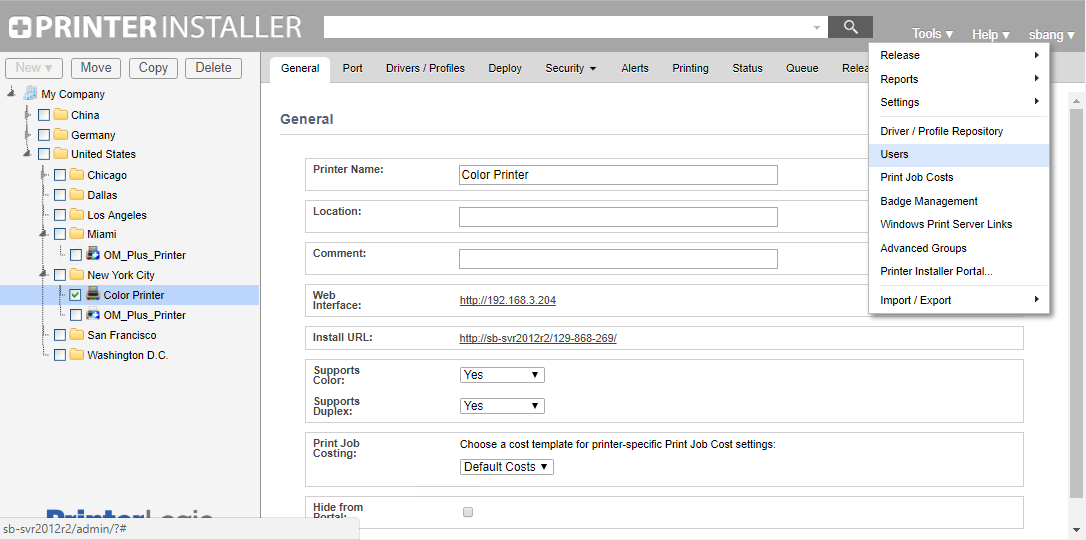 PRINTER INSTALLER
Tools ▾ Help ▾ sbang ▾
New ▾ Move Copy Delete
My Company
China
Germany
United States
Chicago
Dallas
Los Angeles
Miami
OM_Plus_Printer
New York City
Color Printer
OM_Plus_Printer
San Francisco
Washington D.C.
sb-svr2012r2/admin/?#
General Port Drivers / Profiles Deploy Security Alerts Printing Status Queue
General
Printer Name: Color Printer
Location:
Comment:
Web
Interface:
http://192.168.3.204
Install URL: http://sb-svr2012r2/129-868-269/
Supports
Color:
Yes
Supports
Duplex:
Yes
Print Job
Costing:
Choose a cost template for printer-specific Print Job Cost settings:
Default Costs
Hide from
Portal:
Release
Reports
Settings
Driver / Profile Repository
Users
Print Job Costs
Badge Management
Windows Print Server Links
Advanced Groups
Printer Installer Portal...
Import / Export